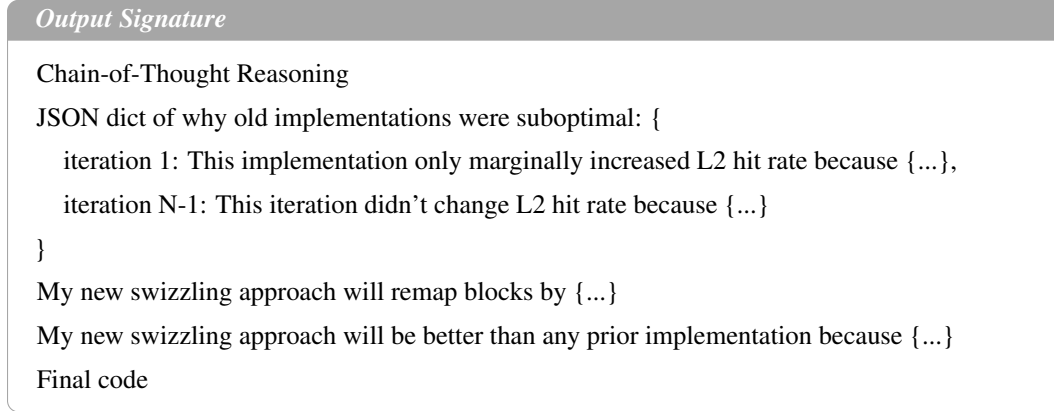 Output Signature
Chain-of-Thought Reasoning
JSON dict of why old implementations were suboptimal: {
iteration 1: This implementation only marginally increased L2 hit rate because {...},
iteration N-1: This iteration didn't change L2 hit rate because {...}
}
My new swizzling approach will remap blocks by {...}
My new swizzling approach will be better than any prior implementation because {...}
Final code